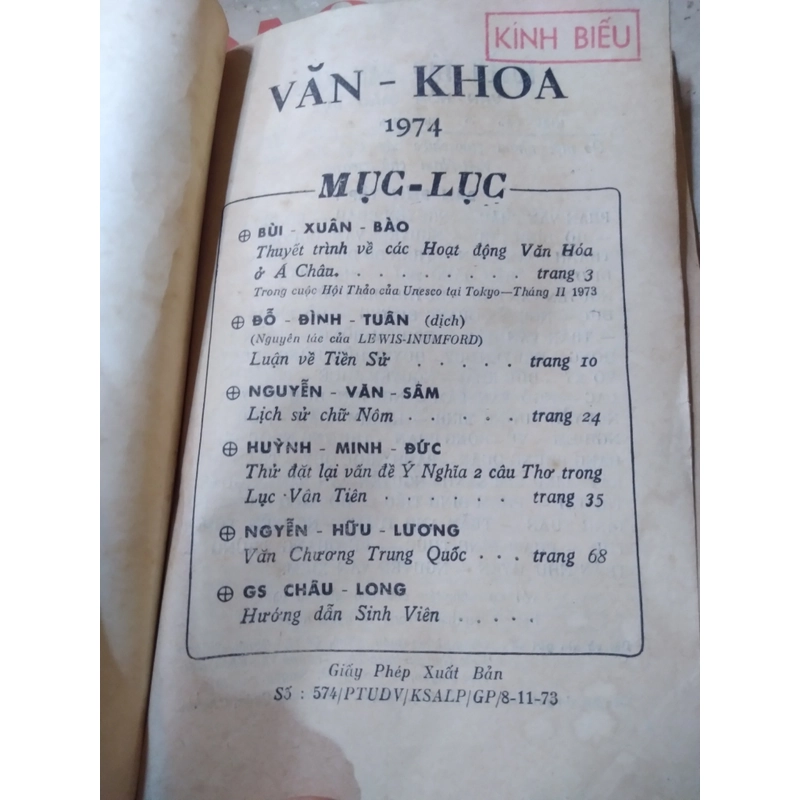 KÍNH BIẾU
VĂN - KHOA
1974
MỤC-LỤC
⊕ BÙI - XUÂN - BÀO
Thuyết trình về các Hoạt động Văn Hóa
ở Á Châu. . . . . . . . . trang 3
Trong cuộc Hội Thảo của Unesco tại Tokyo—Tháng II 1973
⊕ ĐỖ - ĐÌNH - TUÂN (dịch)
(Nguyên tác của LEWIS-INUMFORD)
Luận về Tiền Sử . . . . . trang 10
⊕ NGUYỄN - VĂN - SÂM
Lịch sử chữ Nôm . . . . . trang 24
⊕ HUỲNH - MINH - ĐỨC
Thử đặt lại vấn đề Ý Nghĩa 2 câu Thơ trong
Lục Vân Tiên . . . . . . trang 35
⊕ NGYỄN - HỮU - LƯƠNG
Văn Chương Trung Quốc . . . trang 68
⊕ GS CHÂU - LONG
Hướng dẫn Sinh Viên . . . . .
Giấy Phép Xuất Bản
Số : 574/PTUDV/KSALP/GP/8-11-73